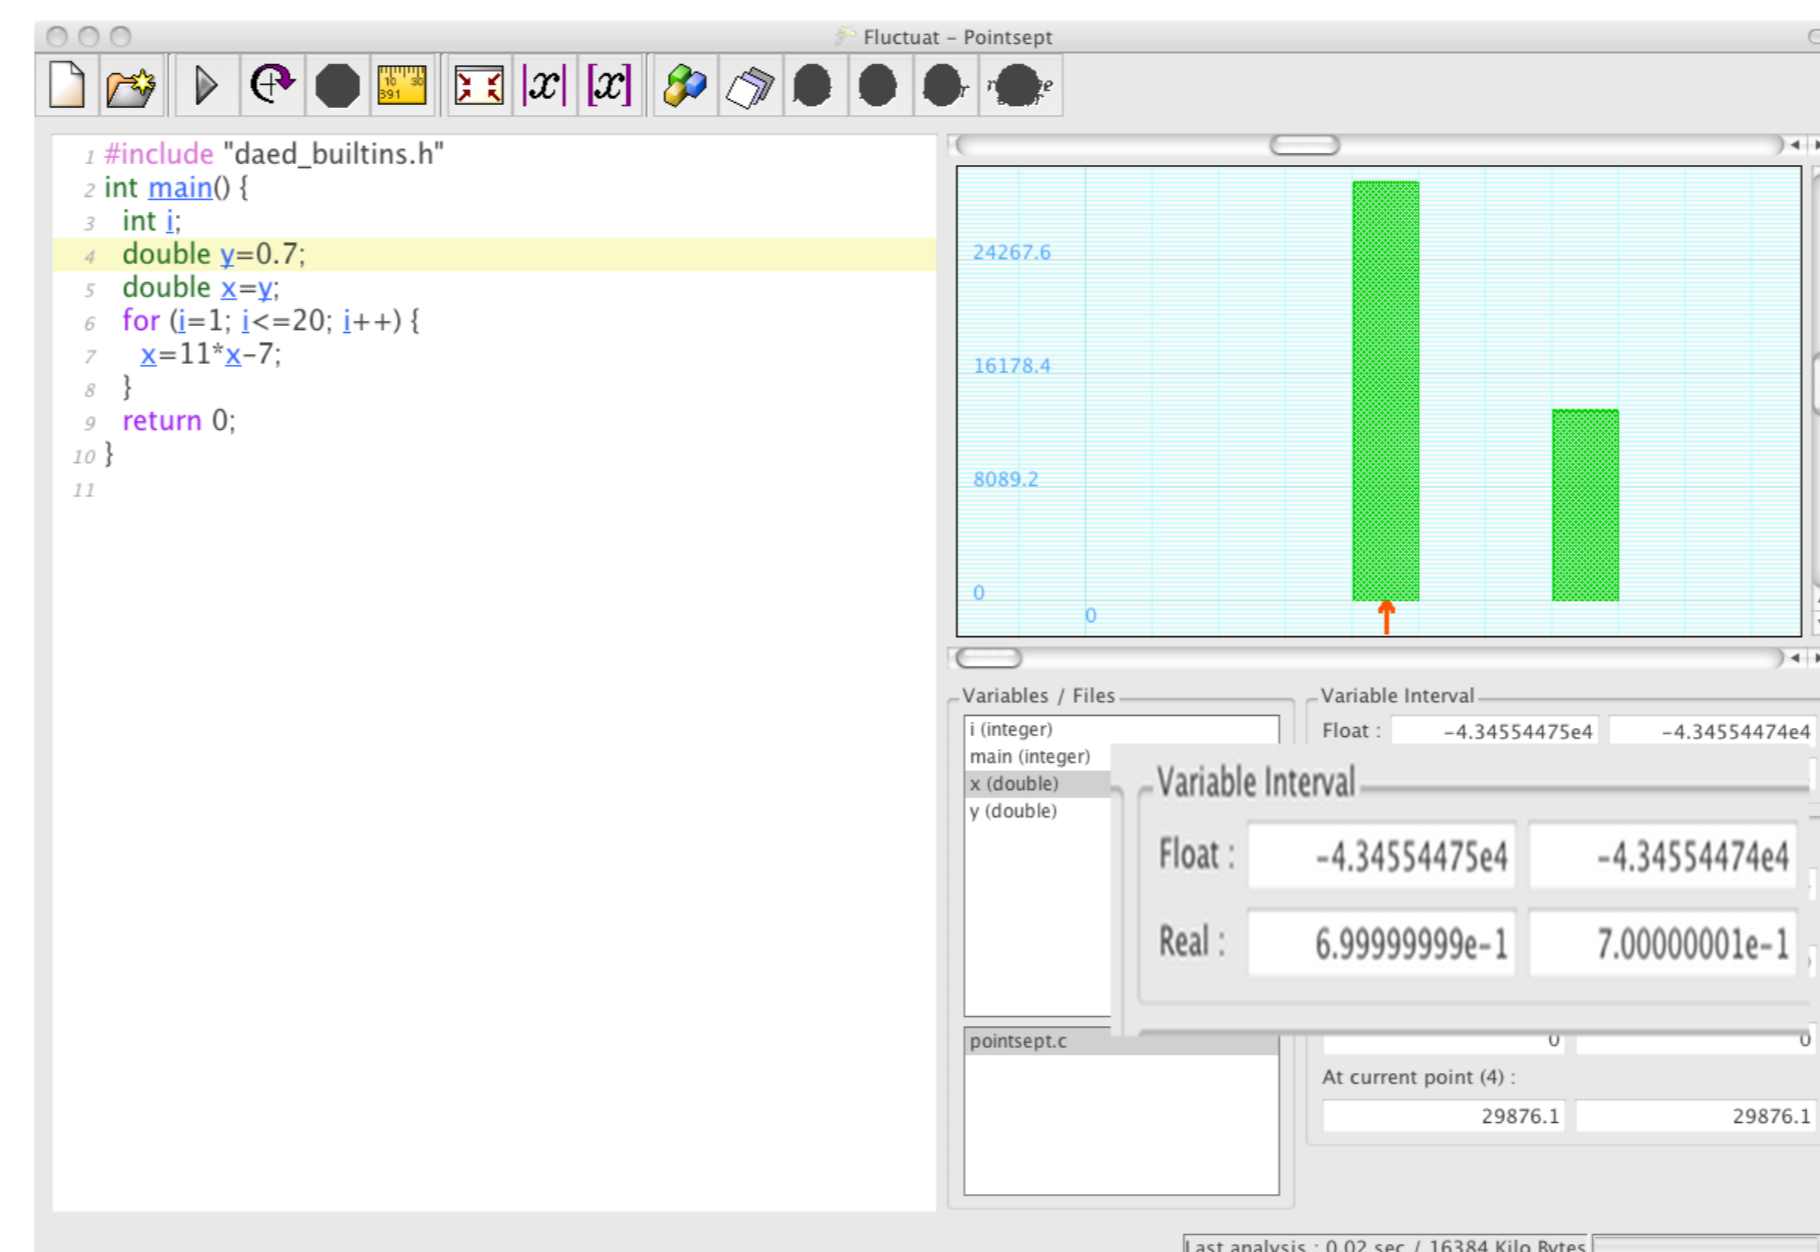 Fluctuat – Pointsept
10 30
391
|x| [x]
1 #include "daed_builtins.h"
2 int main() {
3 int i;
4 double y=0.7;
5 double x=y;
6 for (i=1; i<=20; i++) {
7 x=11*x-7;
8 }
9 return 0;
10 }
11
24267.6
16178.4
8089.2
0
0
Variables / Files
i (integer)
main (integer)
x (double)
y (double)
pointsept.c
Variable Interval
Float : -4.34554475e4 -4.34554474e4
Variable Interval
Float : -4.34554475e4 -4.34554474e4
Real : 6.99999999e-1 7.00000001e-1
0 0
At current point (4) :
29876.1 29876.1
Last analysis : 0.02 sec / 16384 Kilo Bytes